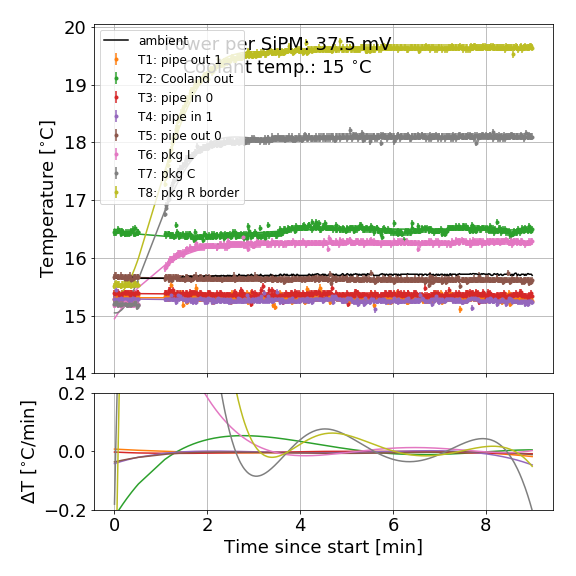 20
19
18
17
16
15
14
Temperature [°C]
ower per SiPM: 37.5 mV
Coolant temp.: 15 °C
ambient
T1: pipe out 1
T2: Cooland out
T3: pipe in 0
T4: pipe in 1
T5: pipe out 0
T6: pkg L
T7: pkg C
T8: pkg R border
0.2
0.0
−0.2
ΔT [°C/min]
0
2
4
6
8
Time since start [min]